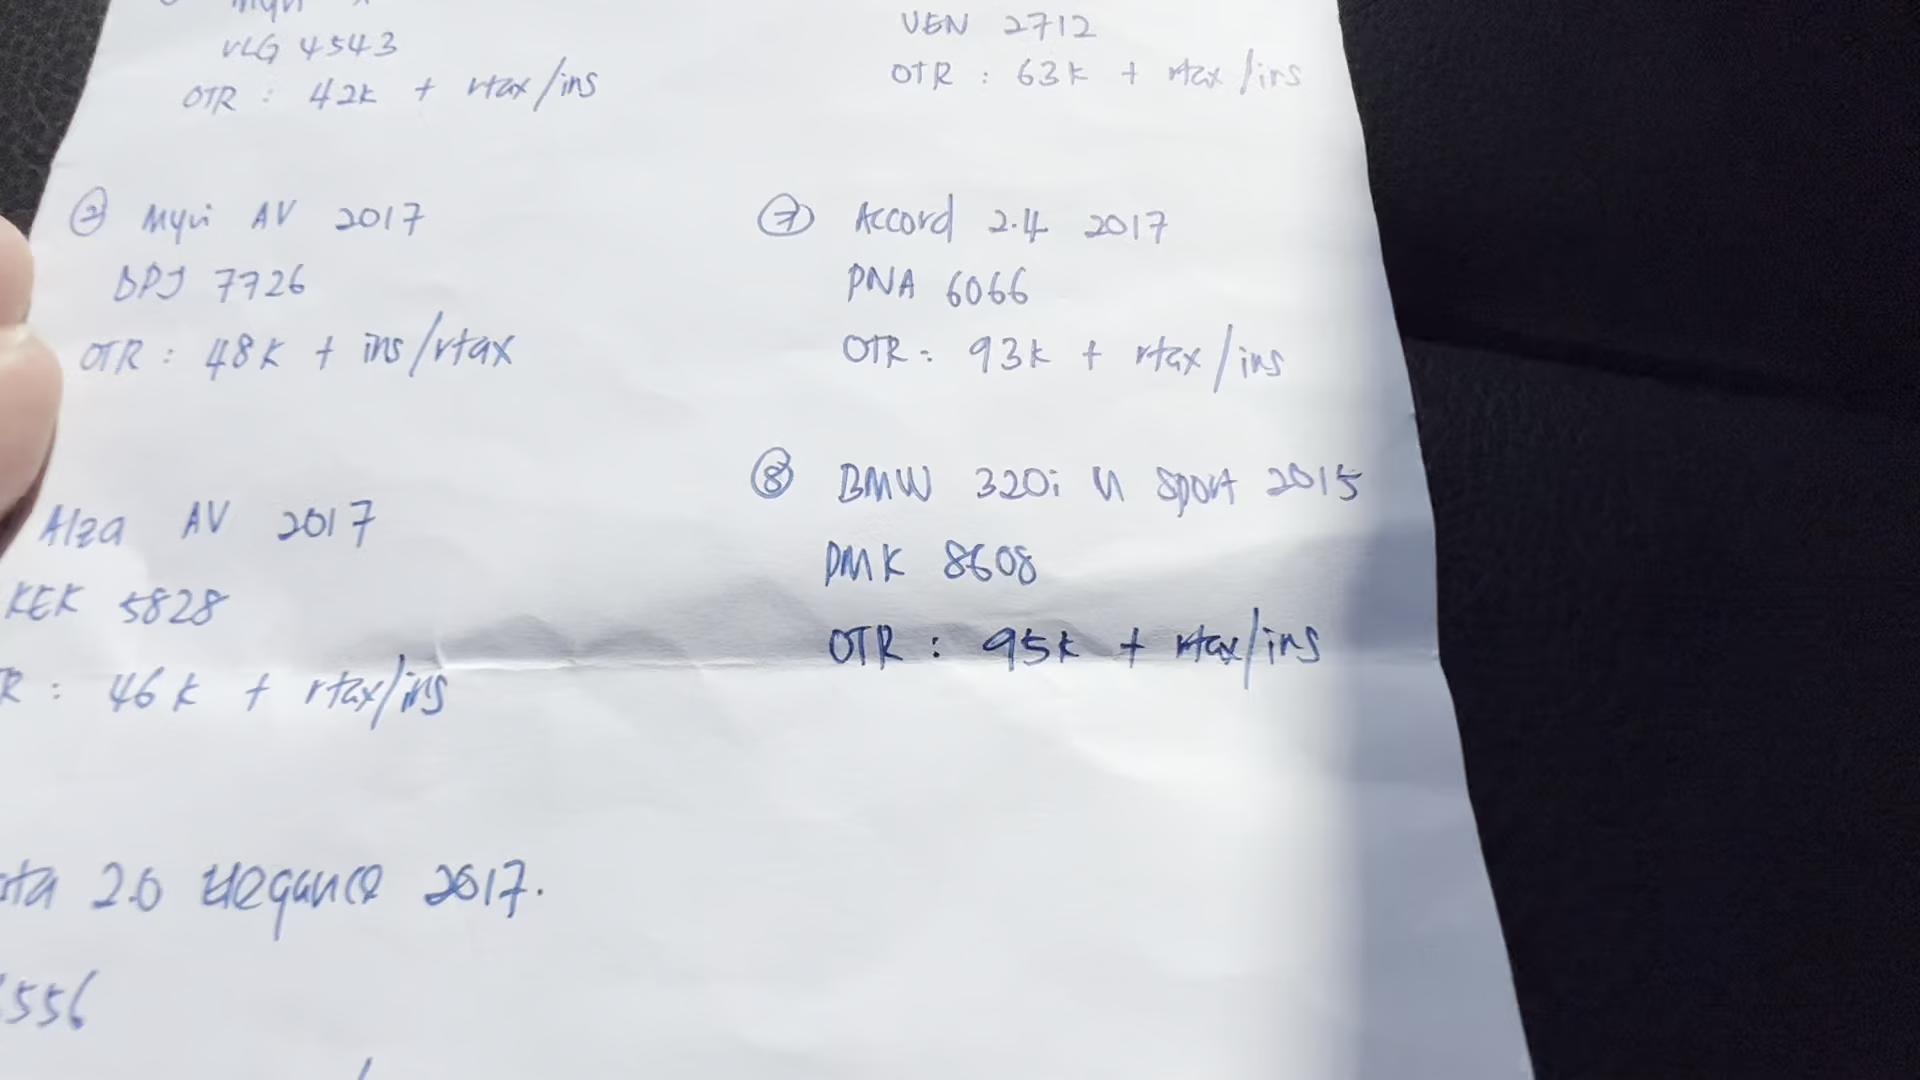 VLG 4543
OTR : 42k + rtax/ins
② Myvi AV 2017
BPJ 7726
OTR : 48k + ins/rtax
Alza AV 2017
KEK 5828
R : 46k + rtax/ins
sta 2.0 Elegance 2017.
556
VEN 2712
OTR : 63k + rtax/ins
⑦ Accord 2.4 2017
PNA 6066
OTR : 93k + rtax/ins
⑧ BMW 320i M Sport 2015
PMK 8608
OTR : 95k + rtax/ins